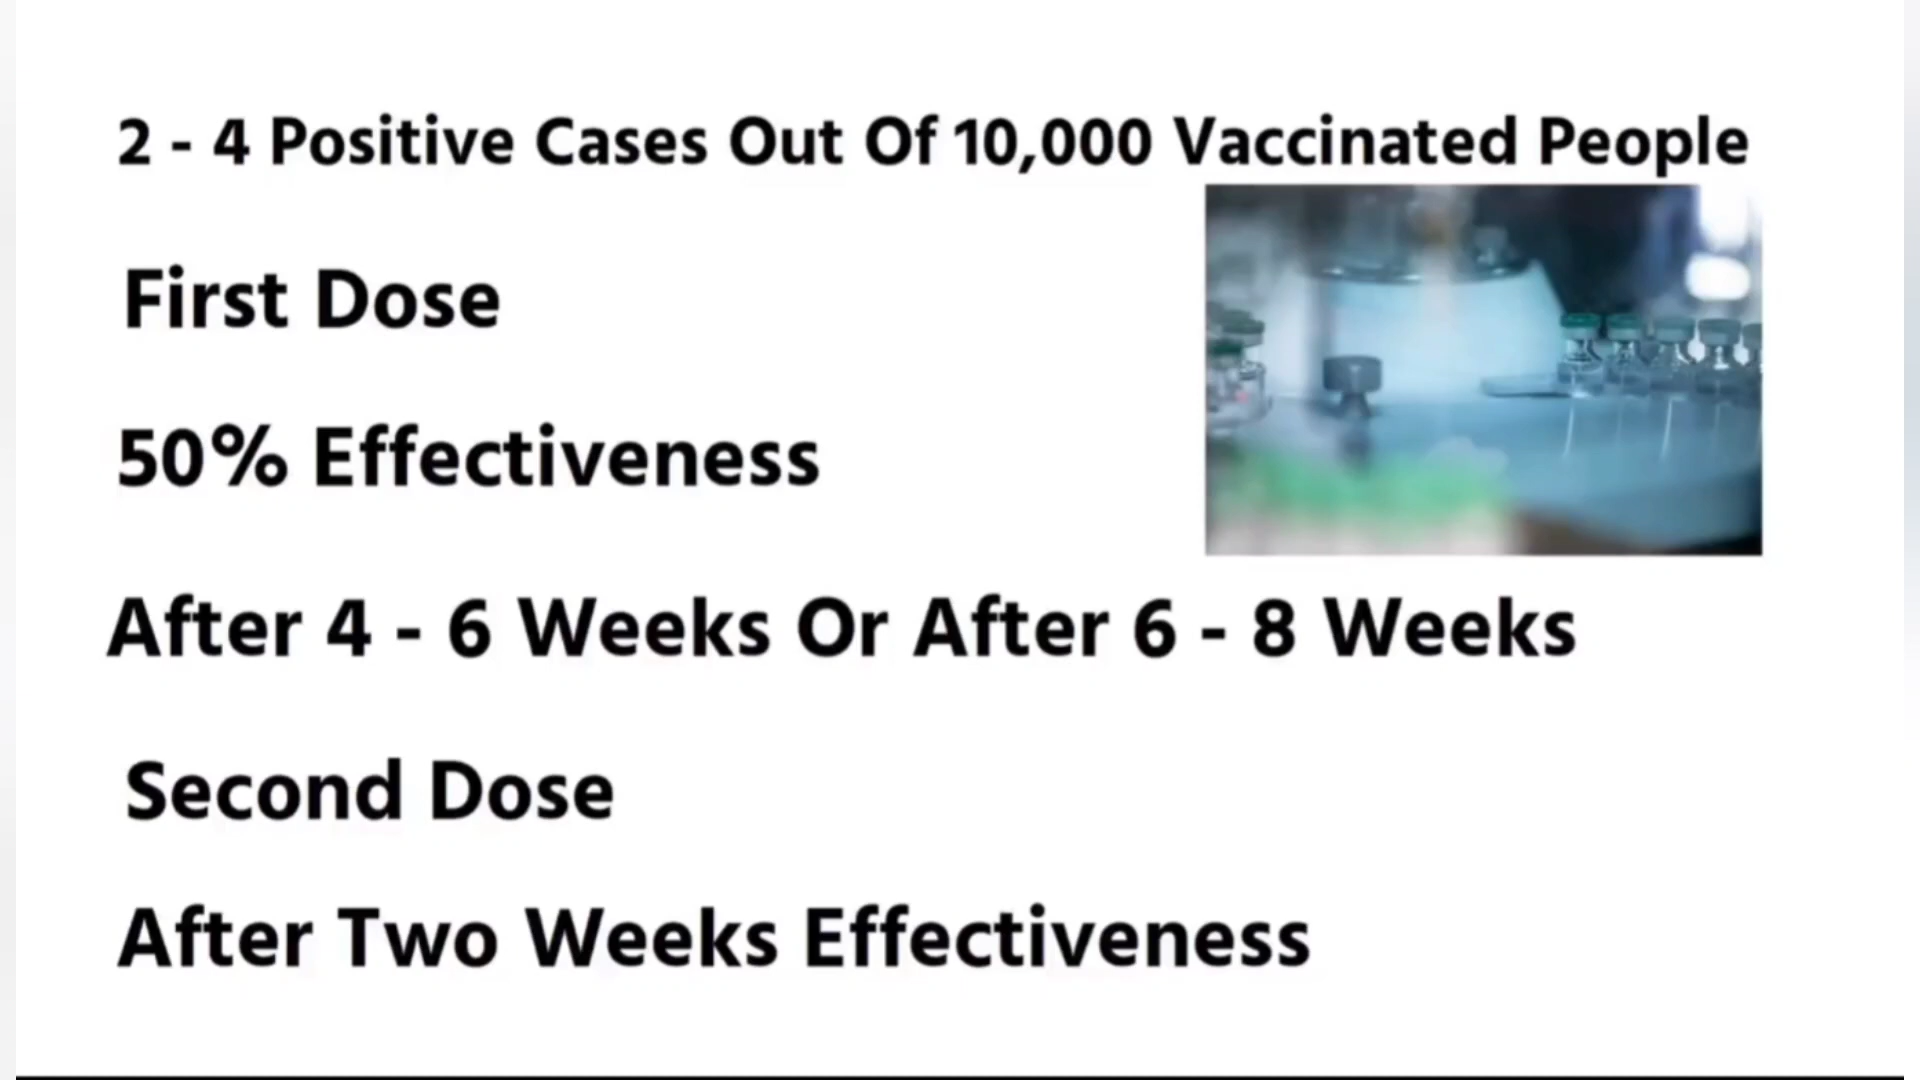 2 - 4 Positive Cases Out Of 10,000 Vaccinated People
First Dose
50% Effectiveness
After 4 - 6 Weeks Or After 6 - 8 Weeks
Second Dose
After Two Weeks Effectiveness